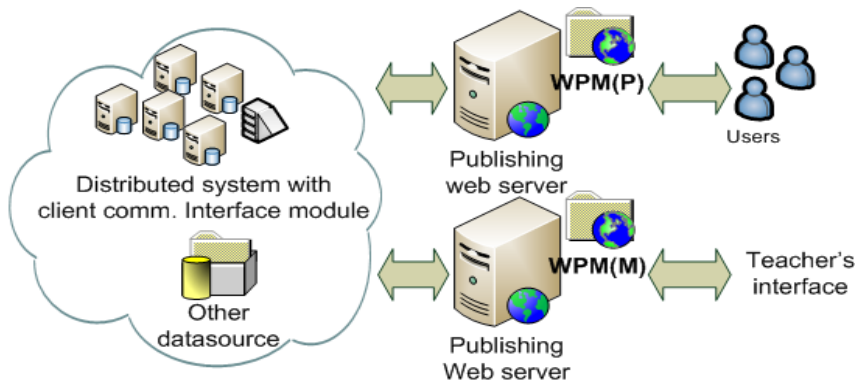 Distributed system with
client comm. Interface module
Other
datasource
WPM(P)
Publishing
web server
Users
WPM(M)
Publishing
Web server
Teacher's
interface